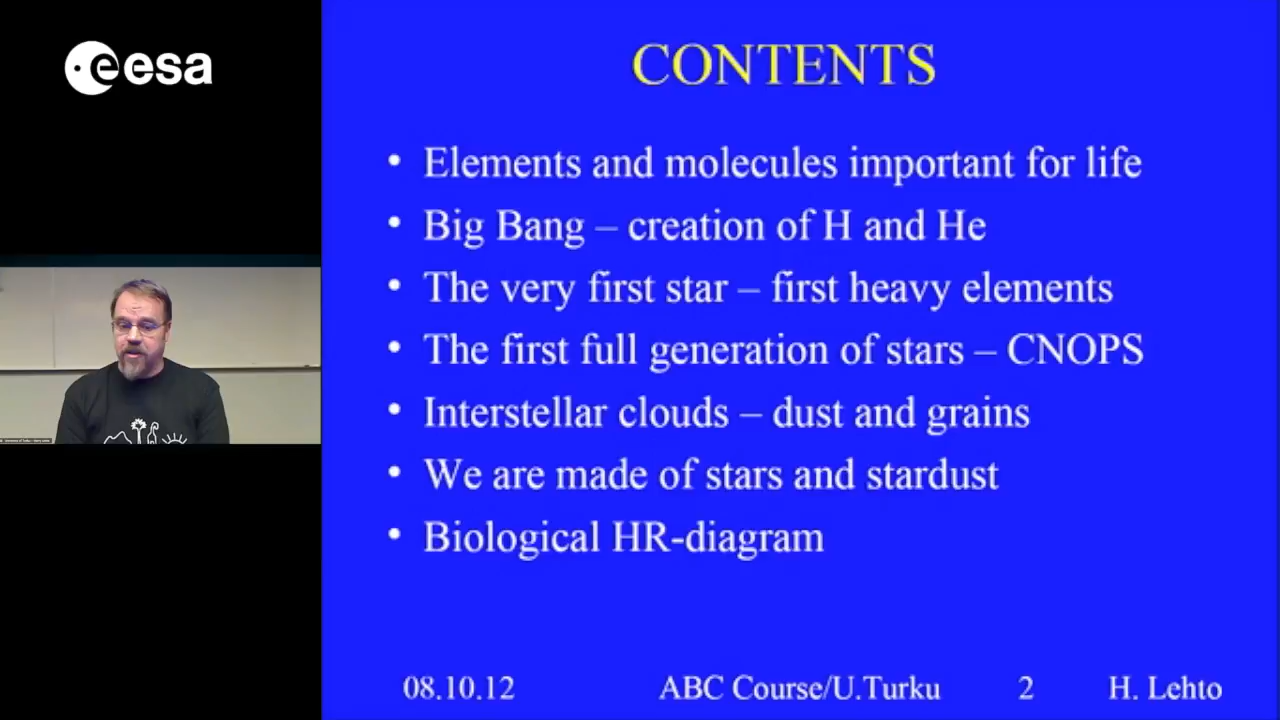 eesa
CONTENTS
• Elements and molecules important for life
• Big Bang – creation of H and He
• The very first star – first heavy elements
• The first full generation of stars – CNOPS
• Interstellar clouds – dust and grains
• We are made of stars and stardust
• Biological HR-diagram
08.10.12 ABC Course/U.Turku 2 H. Lehto